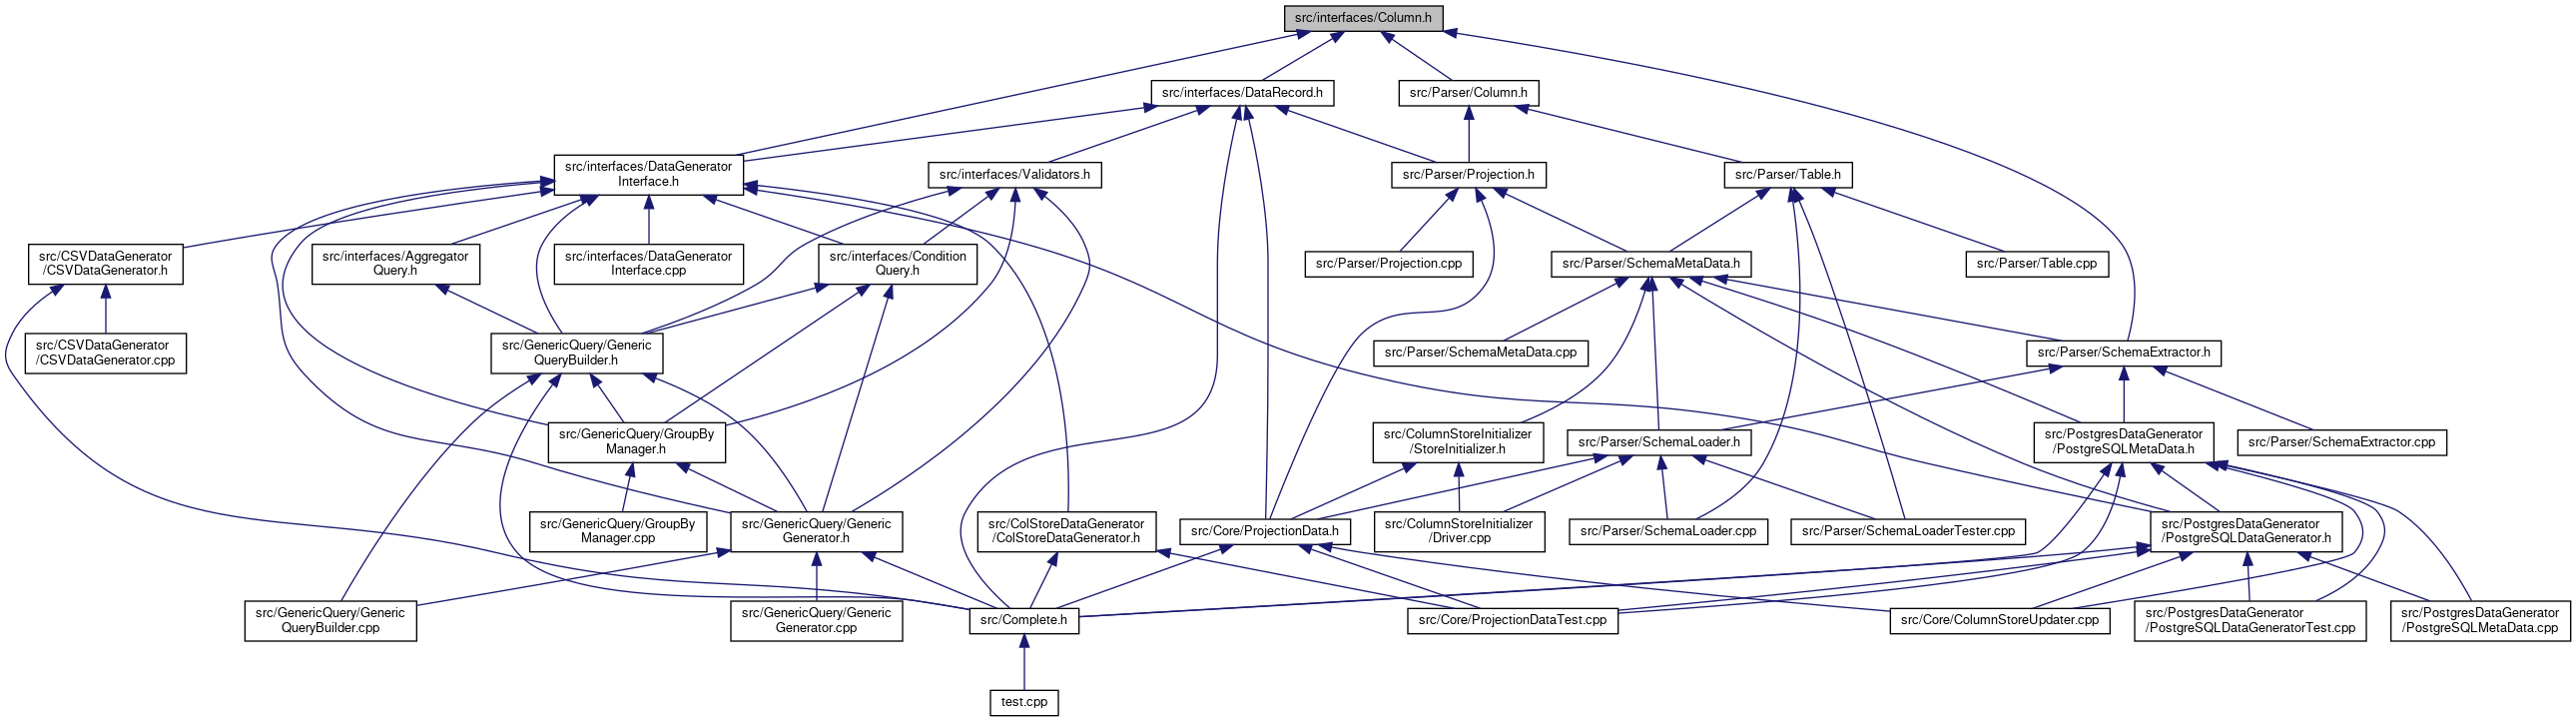 src/interfaces/Column.h
src/interfaces/DataRecord.h
src/Parser/Column.h
src/interfaces/DataGenerator
Interface.h
src/interfaces/Validators.h
src/Parser/Projection.h
src/Parser/Table.h
src/CSVDataGenerator
/CSVDataGenerator.h
src/interfaces/Aggregator
Query.h
src/interfaces/DataGenerator
Interface.cpp
src/interfaces/Condition
Query.h
src/Parser/Projection.cpp
src/Parser/SchemaMetaData.h
src/Parser/Table.cpp
src/CSVDataGenerator
/CSVDataGenerator.cpp
src/GenericQuery/Generic
QueryBuilder.h
src/Parser/SchemaMetaData.cpp
src/Parser/SchemaExtractor.h
src/GenericQuery/GroupBy
Manager.h
src/ColumnStoreInitializer
/StoreInitializer.h
src/Parser/SchemaLoader.h
src/PostgresDataGenerator
/PostgreSQLMetaData.h
src/Parser/SchemaExtractor.cpp
src/GenericQuery/GroupBy
Manager.cpp
src/GenericQuery/Generic
Generator.h
src/ColStoreDataGenerator
/ColStoreDataGenerator.h
src/Core/ProjectionData.h
src/ColumnStoreInitializer
/Driver.cpp
src/Parser/SchemaLoader.cpp
src/Parser/SchemaLoaderTester.cpp
src/PostgresDataGenerator
/PostgreSQLDataGenerator.h
src/GenericQuery/Generic
QueryBuilder.cpp
src/GenericQuery/Generic
Generator.cpp
src/Complete.h
src/Core/ProjectionDataTest.cpp
src/Core/ColumnStoreUpdater.cpp
src/PostgresDataGenerator
/PostgreSQLDataGeneratorTest.cpp
src/PostgresDataGenerator
/PostgreSQLMetaData.cpp
test.cpp